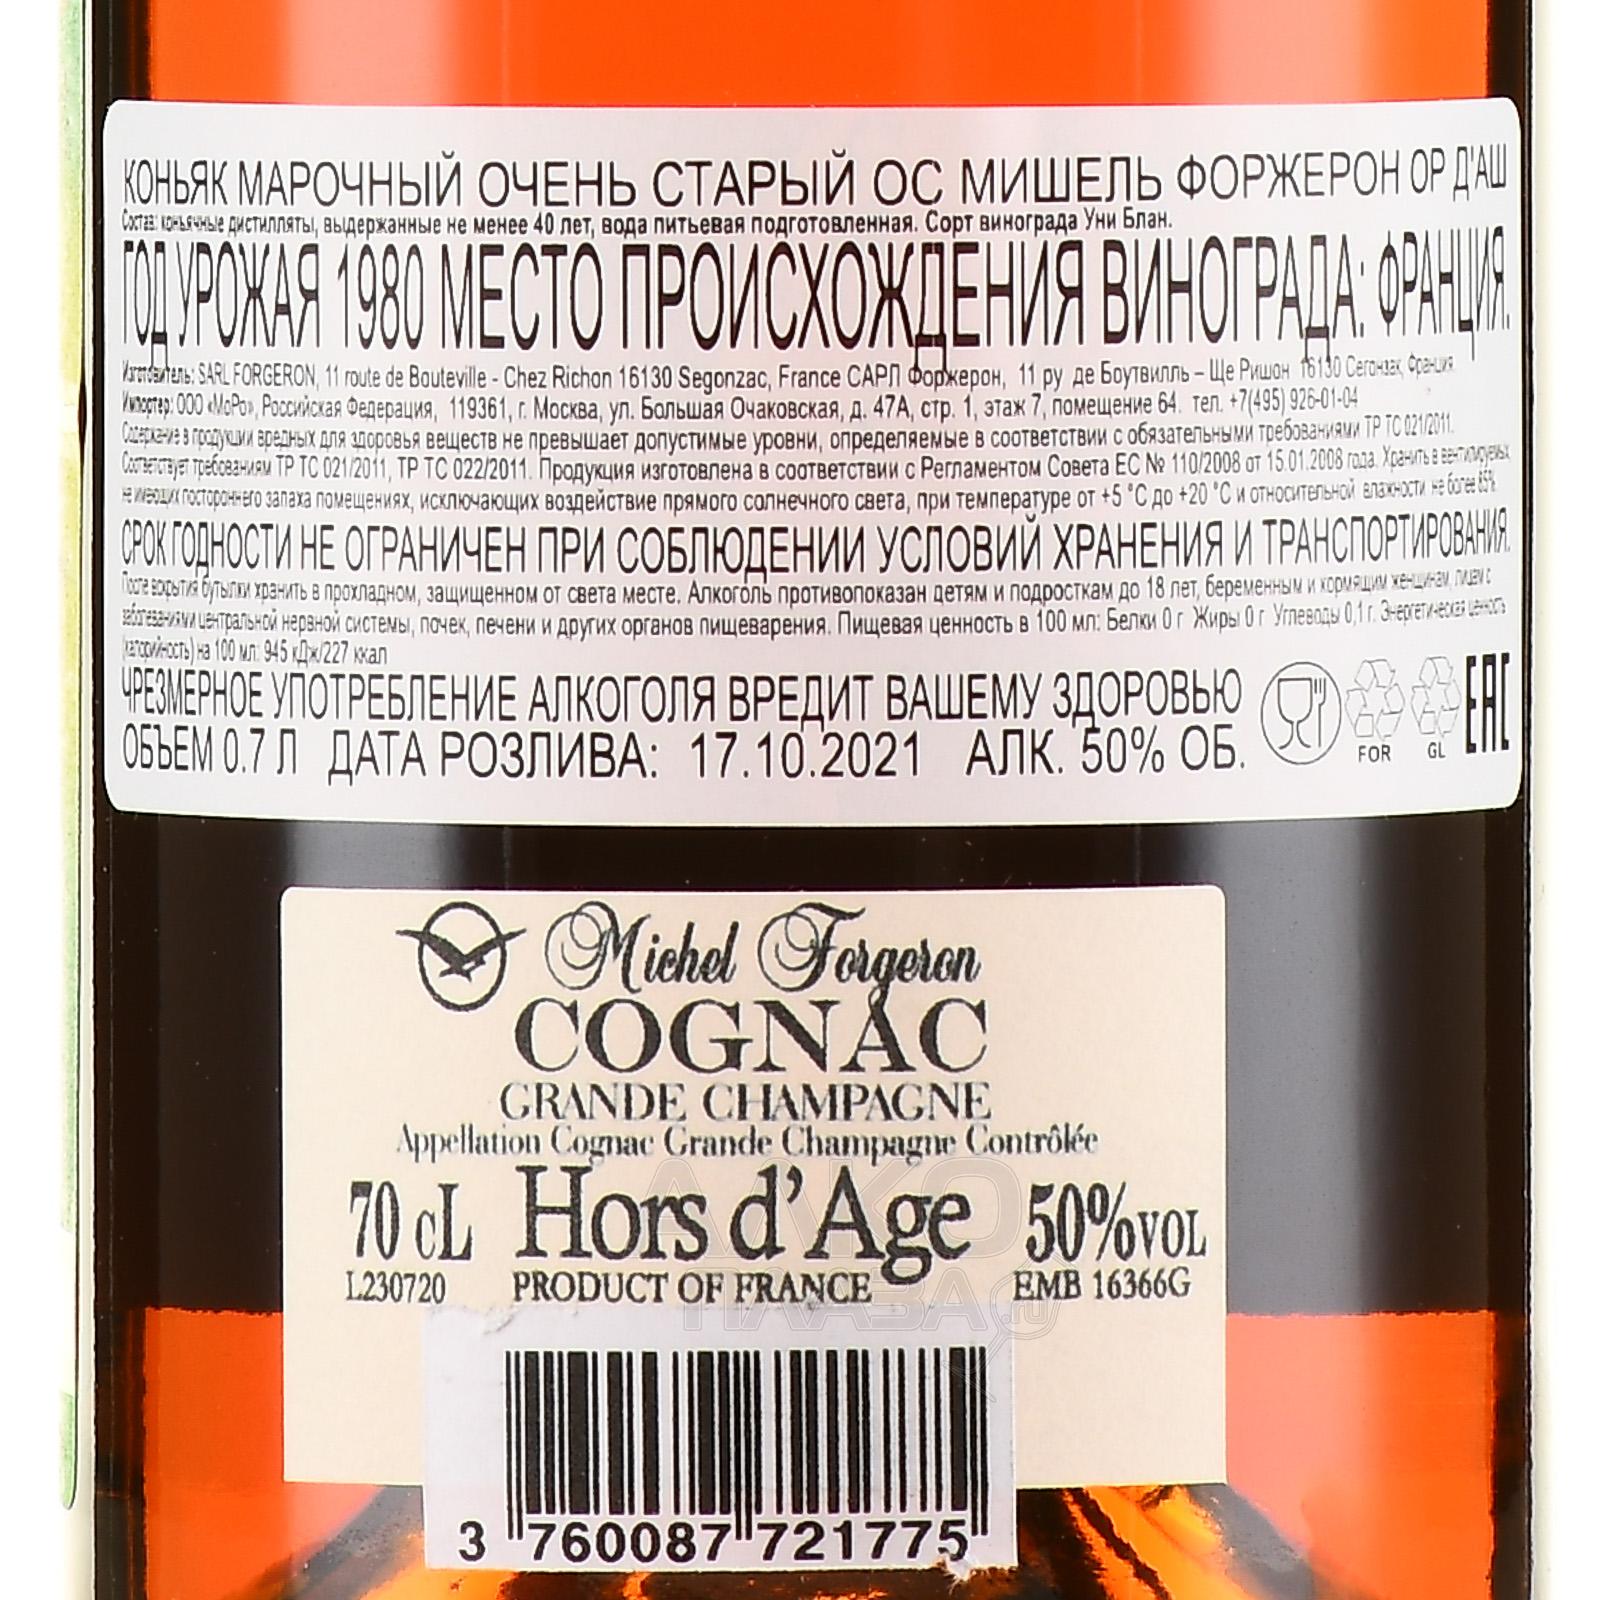 КОНЬЯК МАРОЧНЫЙ ОЧЕНЬ СТАРЫЙ ОС МИШЕЛЬ ФОРЖЕРОН ОР Д'АШ
Состав: коньячные дистилляты, выдержанные не менее 40 лет, вода питьевая подготовленная. Сорт винограда Уни Блан.
ГОД УРОЖАЯ 1980 МЕСТО ПРОИСХОЖДЕНИЯ ВИНОГРАДА: ФРАНЦИЯ.
Изготовитель: SARL FORGERON, 11 route de Bouteville - Chez Richon 16130 Segonzac, France САРЛ Форжерон, 11 ру де Боутвилль – Ще Ришон 16130 Сегонзак, Франция.
Импортер: ООО «МоРо», Российская Федерация, 119361, г. Москва, ул. Большая Очаковская, д. 47А, стр. 1, этаж 7, помещение 64. тел. +7(495) 926-01-04
Содержание в продукции вредных для здоровья веществ не превышает допустимые уровни, определяемые в соответствии с обязательными требованиями ТР ТС 021/2011.
Соответствует требованиям ТР ТС 021/2011, ТР ТС 022/2011. Продукция изготовлена в соответствии с Регламентом Совета ЕС № 110/2008 от 15.01.2008 года. Хранить в вентилируемых,
не имеющих постороннего запаха помещениях, исключающих воздействие прямого солнечного света, при температуре от +5 °С до +20 °С и относительной влажности не более 85%.
СРОК ГОДНОСТИ НЕ ОГРАНИЧЕН ПРИ СОБЛЮДЕНИИ УСЛОВИЙ ХРАНЕНИЯ И ТРАНСПОРТИРОВАНИЯ.
После вскрытия бутылки хранить в прохладном, защищенном от света месте. Алкоголь противопоказан детям и подросткам до 18 лет, беременным и кормящим женщинам, лицам с
заболеваниями центральной нервной системы, почек, печени и других органов пищеварения. Пищевая ценность в 100 мл: Белки 0 г Жиры 0 г Углеводы 0,1 г. Энергетическая ценность
(калорийность) на 100 мл: 945 кДж/227 ккал
ЧРЕЗМЕРНОЕ УПОТРЕБЛЕНИЕ АЛКОГОЛЯ ВРЕДИТ ВАШЕМУ ЗДОРОВЬЮ
ОБЪЕМ 0.7 Л ДАТА РОЗЛИВА: 17.10.2021 АЛК. 50% ОБ.
FOR GL EAC
Michel Forgeron
COGNAC
GRANDE CHAMPAGNE
Appellation Cognac Grande Champagne Contrôlée
70 cL Hors d'Age 50%VOL
L230720 PRODUCT OF FRANCE EMB 16366G
АЛКО
ПЛАЗА.ru
3 760087 721775